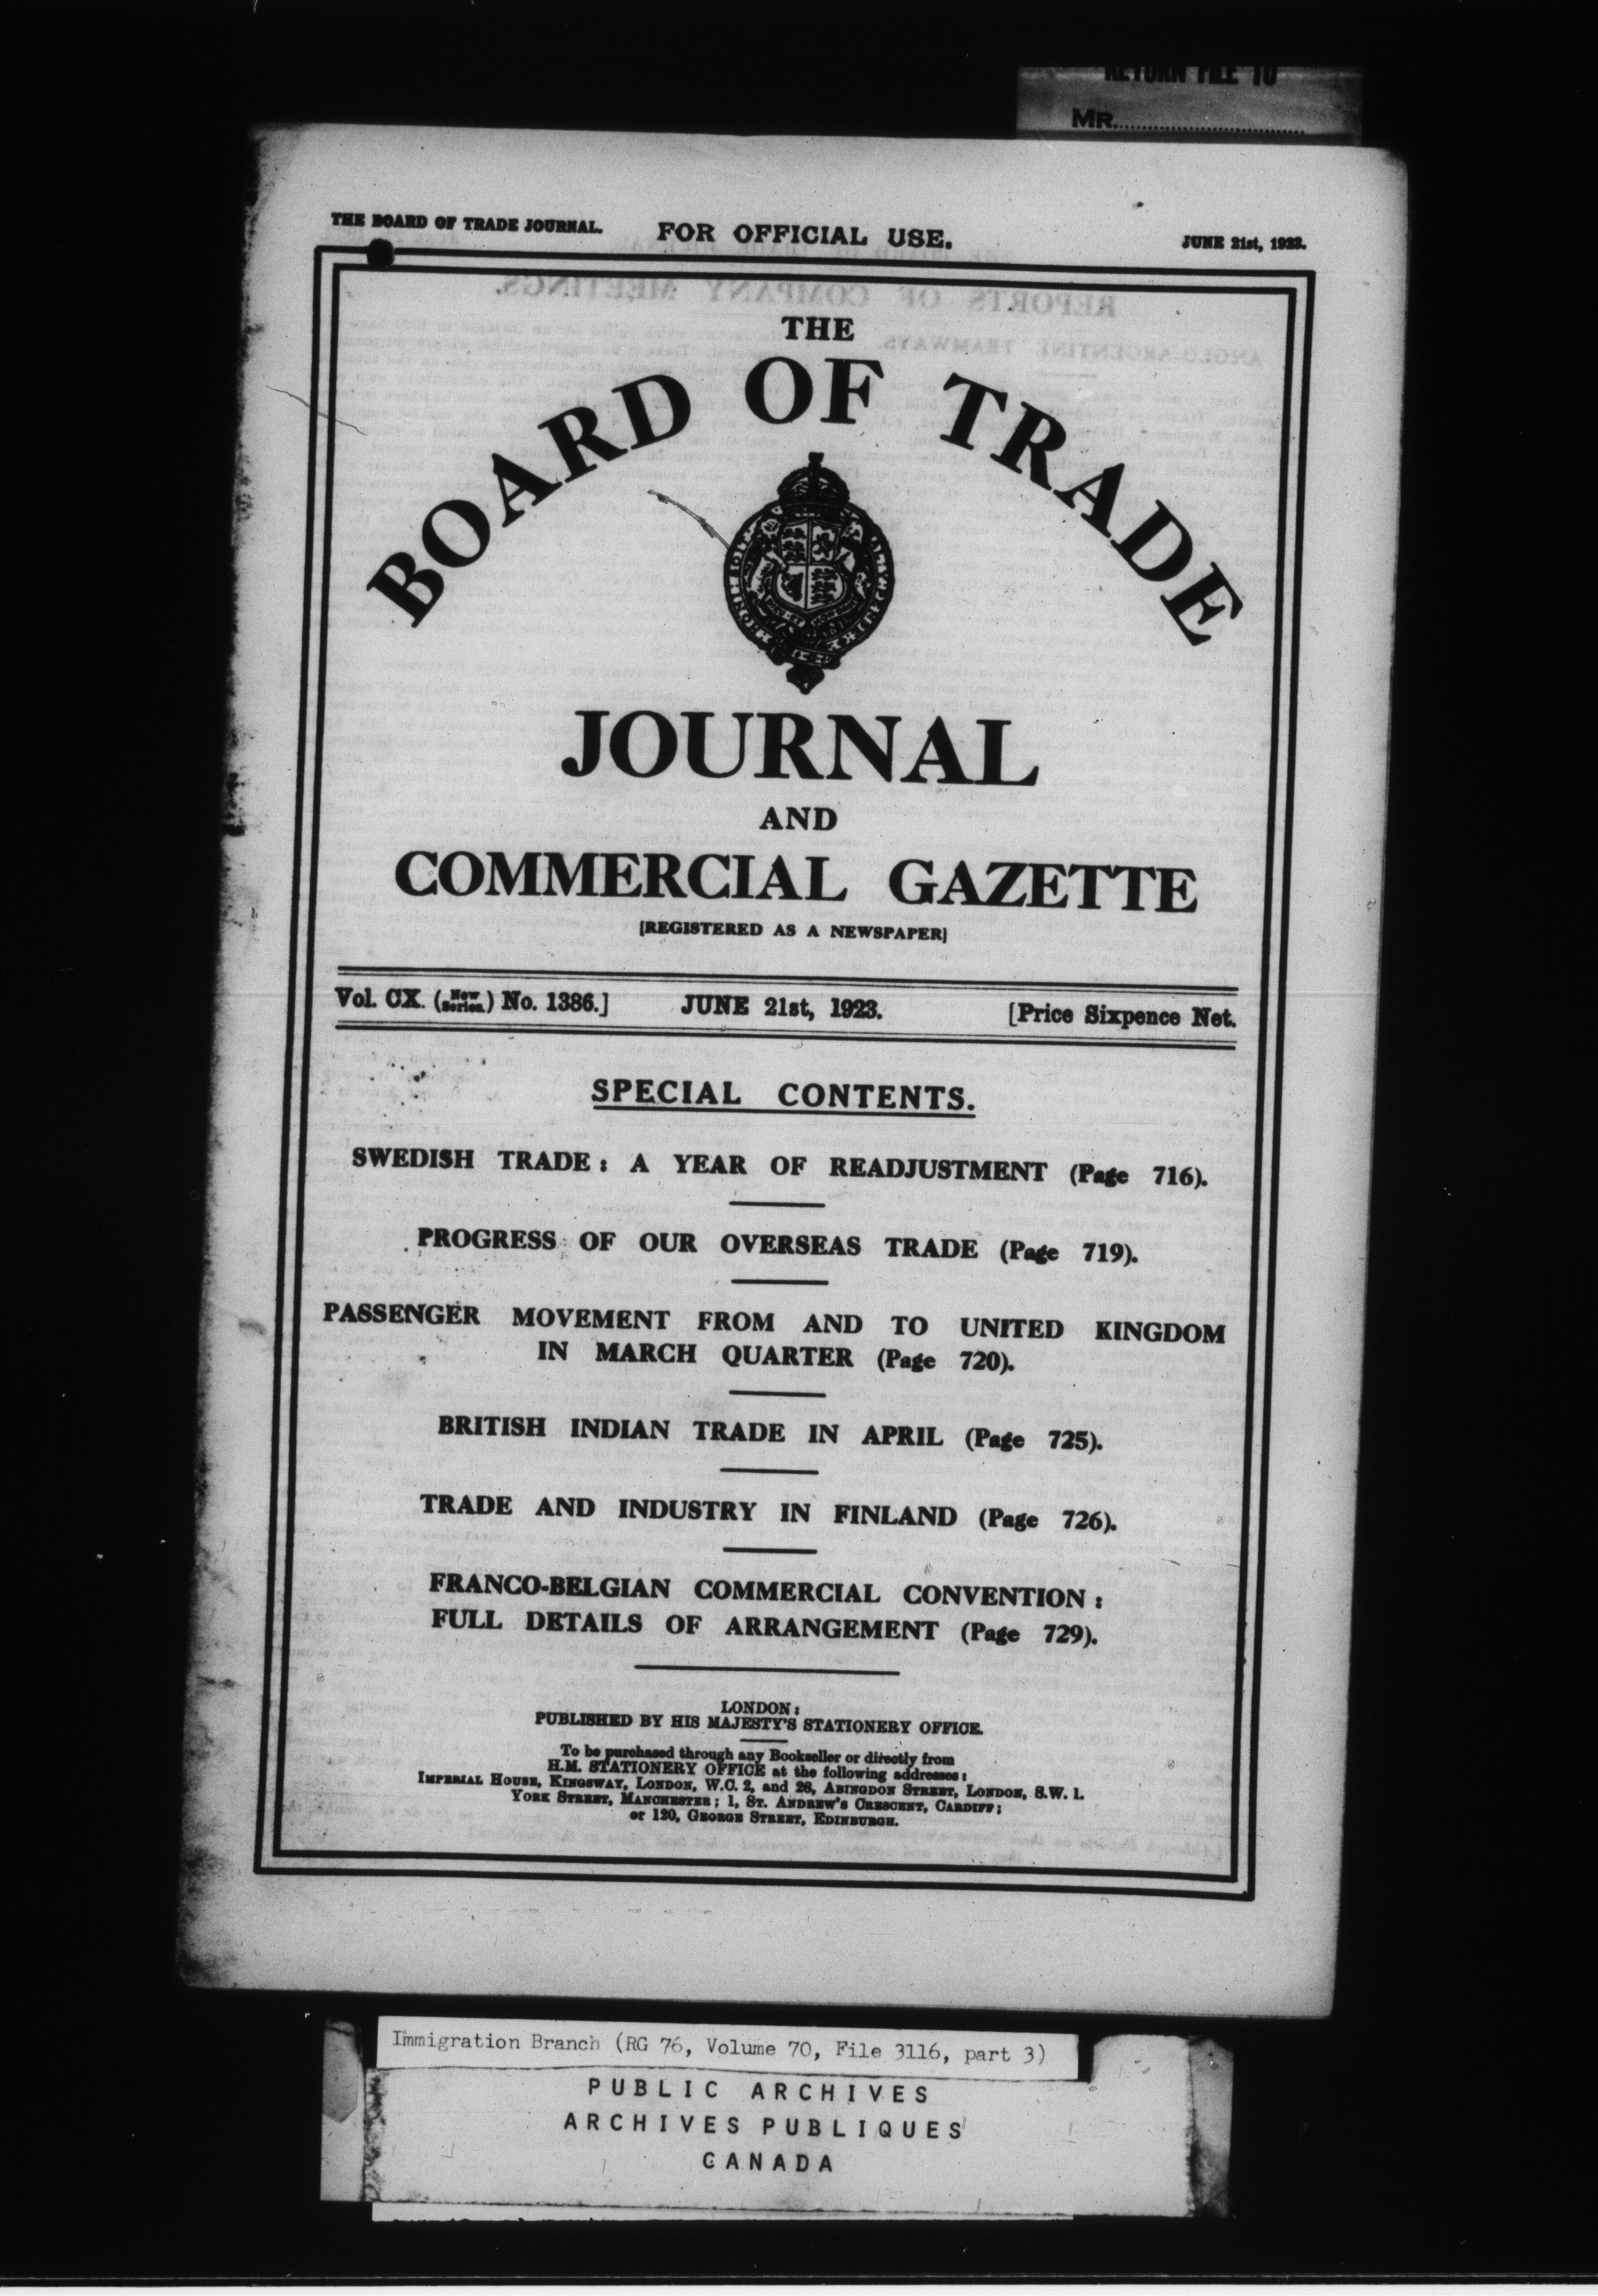 RETURN FILE TO
MR.
THE BOARD OF TRADE JOURNAL. FOR OFFICIAL USE. JUNE 21st, 1923.
REPORTS OF COMPANY MEETINGS.
ANGLO-ARGENTINE TRAMWAYS.
THE
BOARD OF TRADE
JOURNAL
AND
COMMERCIAL GAZETTE
[REGISTERED AS A NEWSPAPER]
Vol. CX. (New Series.) No. 1386.] JUNE 21st, 1923. [Price Sixpence Net.
SPECIAL CONTENTS.
SWEDISH TRADE: A YEAR OF READJUSTMENT (Page 716).
PROGRESS OF OUR OVERSEAS TRADE (Page 719).
PASSENGER MOVEMENT FROM AND TO UNITED KINGDOM
IN MARCH QUARTER (Page 720).
BRITISH INDIAN TRADE IN APRIL (Page 725).
TRADE AND INDUSTRY IN FINLAND (Page 726).
FRANCO-BELGIAN COMMERCIAL CONVENTION:
FULL DETAILS OF ARRANGEMENT (Page 729).
LONDON:
PUBLISHED BY HIS MAJESTY'S STATIONERY OFFICE.
To be purchased through any Bookseller or directly from
H.M. STATIONERY OFFICE at the following addresses:
IMPERIAL HOUSE, KINGSWAY, LONDON, W.C. 2, and 28, ABINGDON STREET, LONDON, S.W. 1.
YORK STREET, MANCHESTER; 1, ST. ANDREW'S CRESCENT, CARDIFF;
or 120, GEORGE STREET, EDINBURGH.
Immigration Branch (RG 76, Volume 70, File 3116, part 3)
PUBLIC ARCHIVES
ARCHIVES PUBLIQUES
CANADA